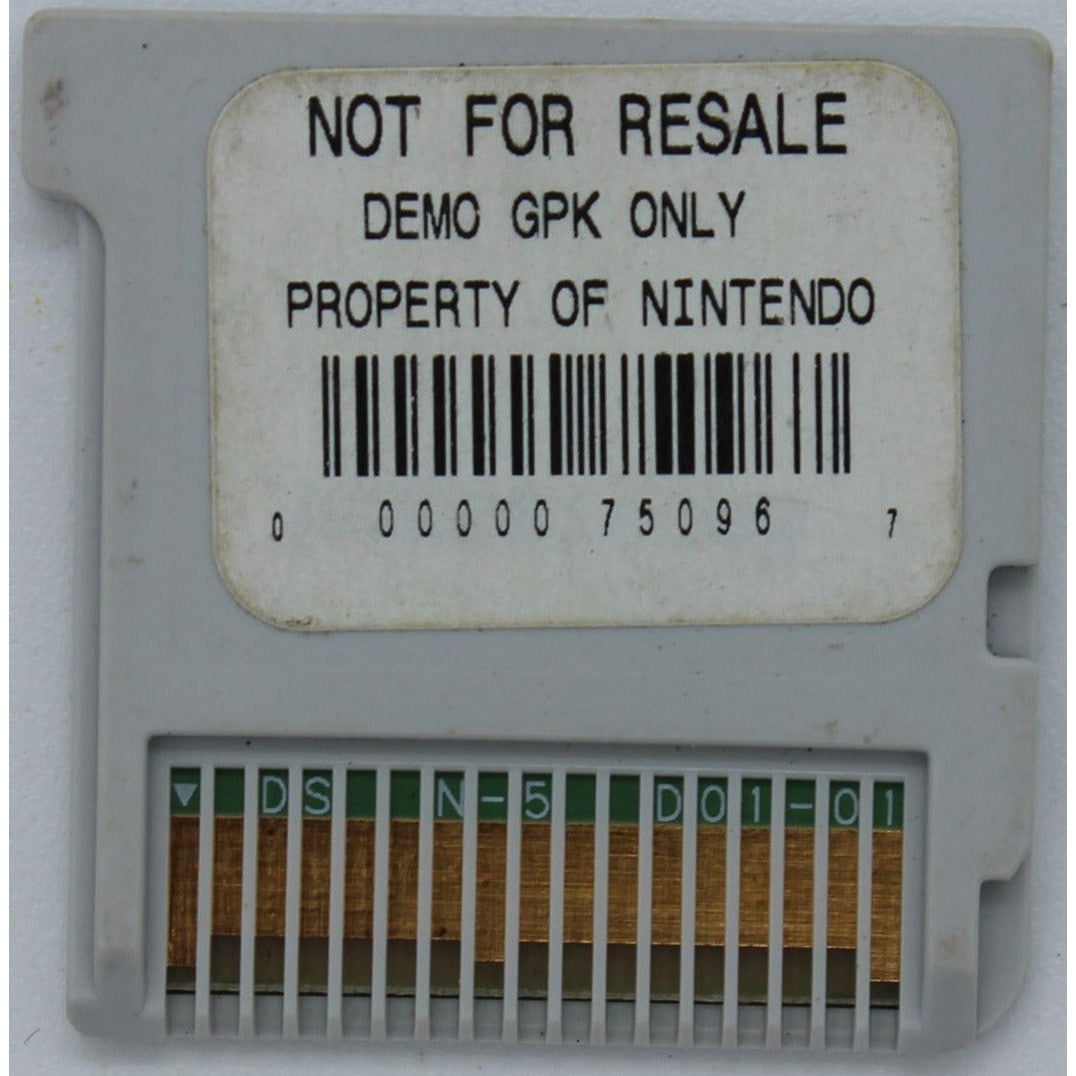 NOT FOR RESALE
DEMO GPK ONLY
PROPERTY OF NINTENDO
0 00000 75096 7
▼ DS N-5 D01-01